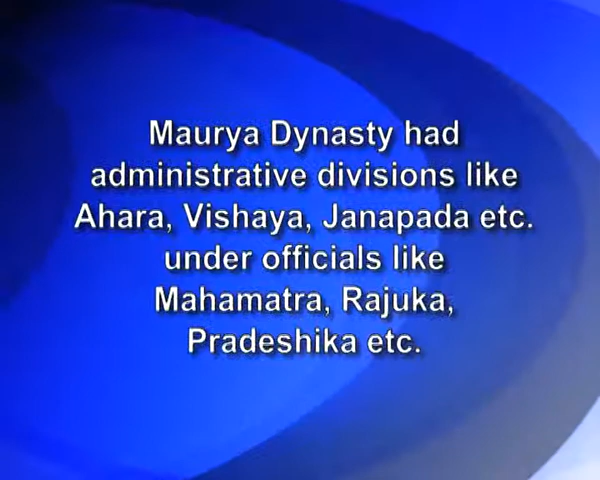 Maurya Dynasty had
administrative divisions like
Ahara, Vishaya, Janapada etc.
under officials like
Mahamatra, Rajuka,
Pradeshika etc.